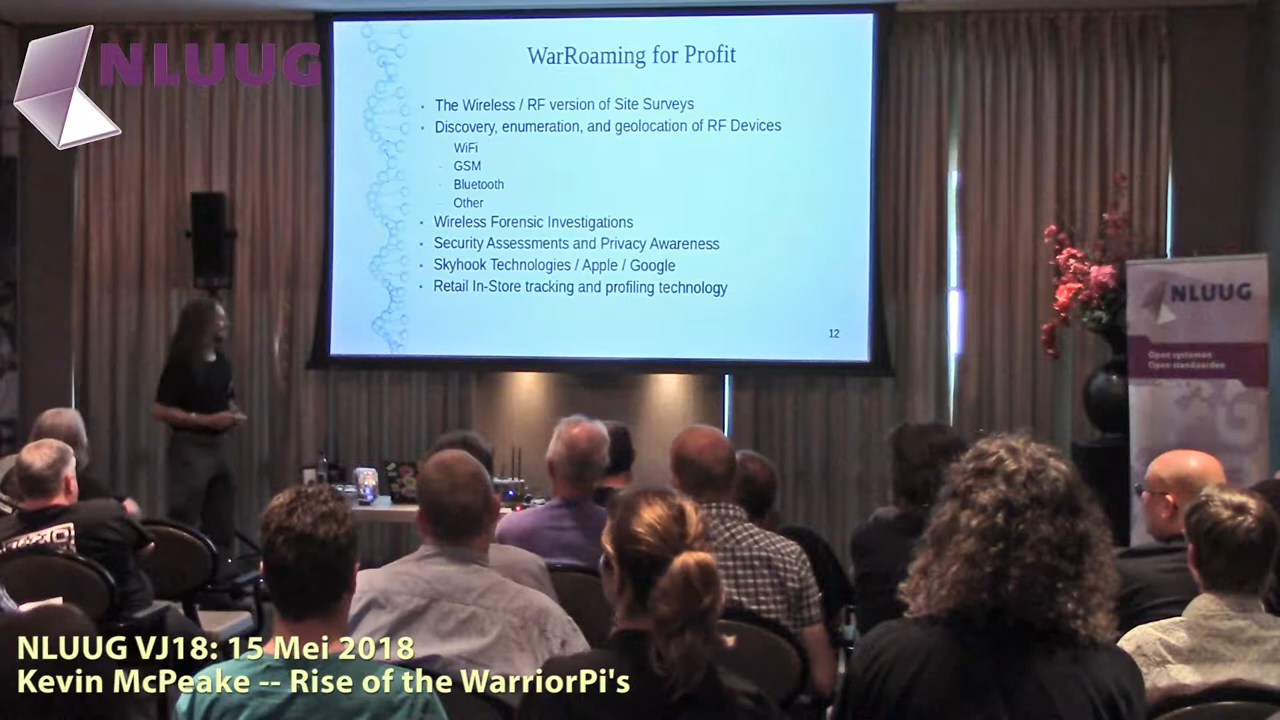 NLUUG
WarRoaming for Profit
The Wireless / RF version of Site Surveys
Discovery, enumeration, and geolocation of RF Devices
WiFi
GSM
Bluetooth
Other
Wireless Forensic Investigations
Security Assessments and Privacy Awareness
Skyhook Technologies / Apple / Google
Retail In-Store tracking and profiling technology
12
NLUUG
Open systemen
Open standaarden
NLUUG VJ18: 15 Mei 2018
Kevin McPeake -- Rise of the WarriorPi's